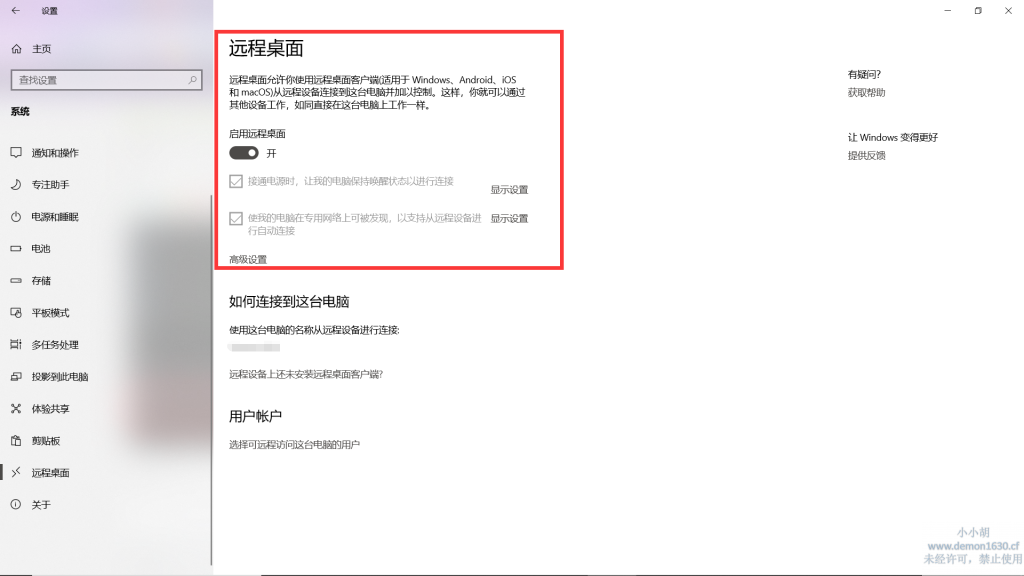 设置
主页
查找设置
系统
通知和操作
专注助手
电源和睡眠
电池
存储
平板模式
多任务处理
投影到此电脑
体验共享
剪贴板
远程桌面
关于
远程桌面
远程桌面允许你使用远程桌面客户端(适用于 Windows、Android、iOS
和 macOS)从远程设备连接到这台电脑并加以控制。这样，你就可以通过
其他设备工作，如同直接在这台电脑上工作一样。
启用远程桌面
开
接通电源时，让我的电脑保持唤醒状态以进行连接
显示设置
使我的电脑在专用网络上可被发现，以支持从远程设备进
行自动连接
显示设置
高级设置
如何连接到这台电脑
使用这台电脑的名称从远程设备进行连接:
远程设备上还未安装远程桌面客户端?
用户帐户
选择可远程访问这台电脑的用户
有疑问?
获取帮助
让 Windows 变得更好
提供反馈
小小胡
www.demon1630.cf
未经许可，禁止使用